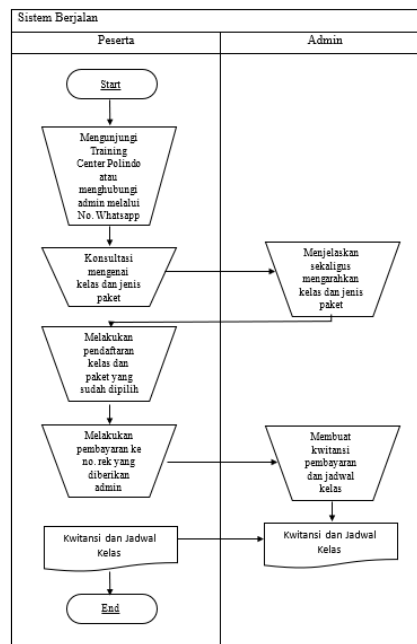 Sistem Berjalan
Peserta
Admin
Start
Mengunjungi
Training
Center Polindo
atau
menghubungi
admin melalui
No. Whatsapp
Konsultasi
mengenai
kelas dan jenis
paket
Menjelaskan
sekaligus
mengarahkan
kelas dan jenis
paket
Melakukan
pendaftaran
kelas dan
paket yang
sudah dipilih
Melakukan
pembayaran ke
no. rek yang
diberikan
admin
Membuat
kwitansi
pembayaran
dan jadwal
kelas
Kwitansi dan Jadwal
Kelas
Kwitansi dan Jadwal
Kelas
End